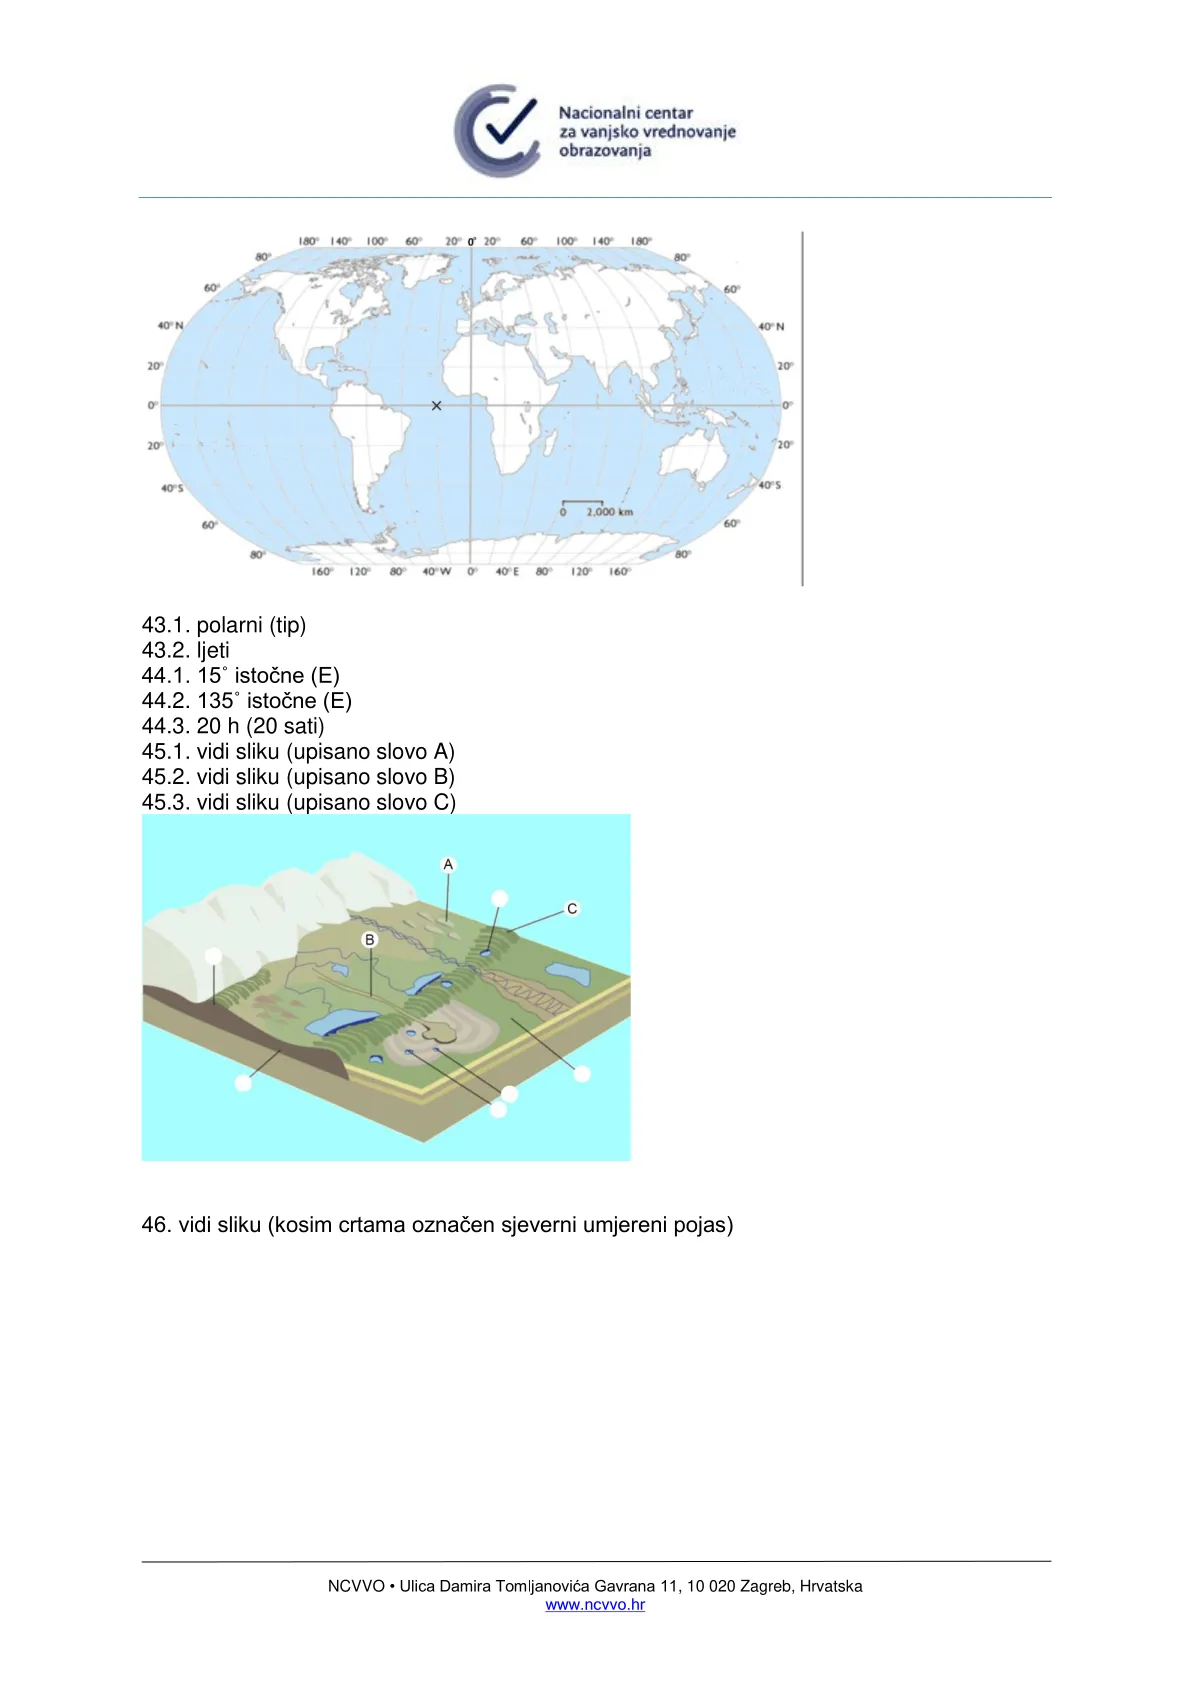 Nacionalni centar
za vanjsko vrednovanje
obrazovanja
180° 140° 100° 60° 20° 0° 20° 60° 100° 140° 180°
80° 80°
60° 60°
40° N 40° N
20° 20°
0° 0°
20° 20°
40° S 40° S
0 2,000 km
60° 60°
80° 80°
160° 120° 80° 40° W 0° 40° E 80° 120° 160°
43.1. polarni (tip)
43.2. ljeti
44.1. 15˚ istočne (E)
44.2. 135˚ istočne (E)
44.3. 20 h (20 sati)
45.1. vidi sliku (upisano slovo A)
45.2. vidi sliku (upisano slovo B)
45.3. vidi sliku (upisano slovo C)
A
C
B
46. vidi sliku (kosim crtama označen sjeverni umjereni pojas)
NCVVO • Ulica Damira Tomljanovića Gavrana 11, 10 020 Zagreb, Hrvatska
www.ncvvo.hr